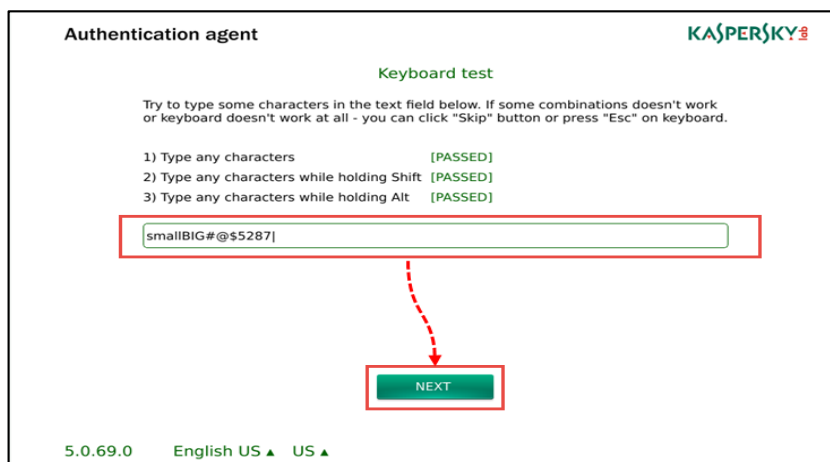 Authentication agent
KASPERSKY lab
Keyboard test
Try to type some characters in the text field below. If some combinations doesn't work
or keyboard doesn't work at all - you can click "Skip" button or press "Esc" on keyboard.
1) Type any characters [PASSED]
2) Type any characters while holding Shift [PASSED]
3) Type any characters while holding Alt [PASSED]
smallBIG#@$5287|
NEXT
5.0.69.0 English US ▲ US ▲